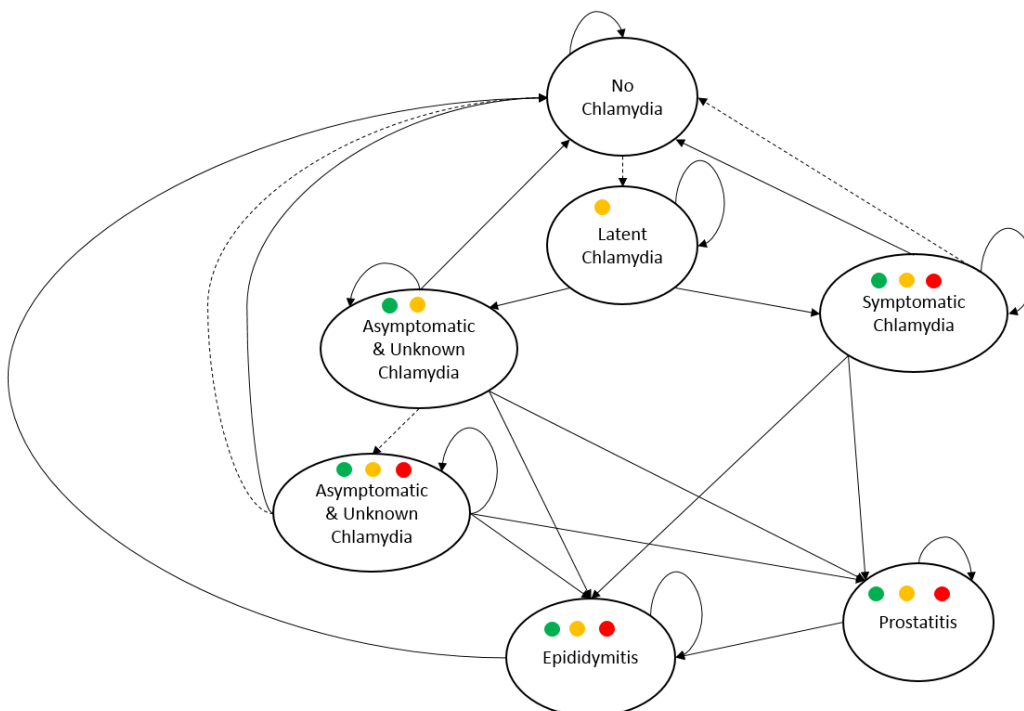 No
Chlamydia
Latent
Chlamydia
Symptomatic
Chlamydia
Asymptomatic
& Unknown
Chlamydia
Asymptomatic
& Unknown
Chlamydia
Prostatitis
Epididymitis